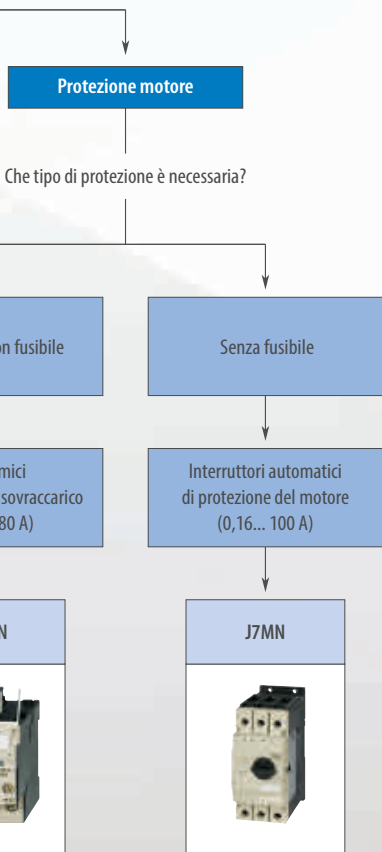 Protezione motore
Che tipo di protezione è necessaria?
n fusibile
Senza fusibile
mici
sovraccarico
80 A)
Interruttori automatici
di protezione del motore
(0,16... 100 A)
N
J7MN